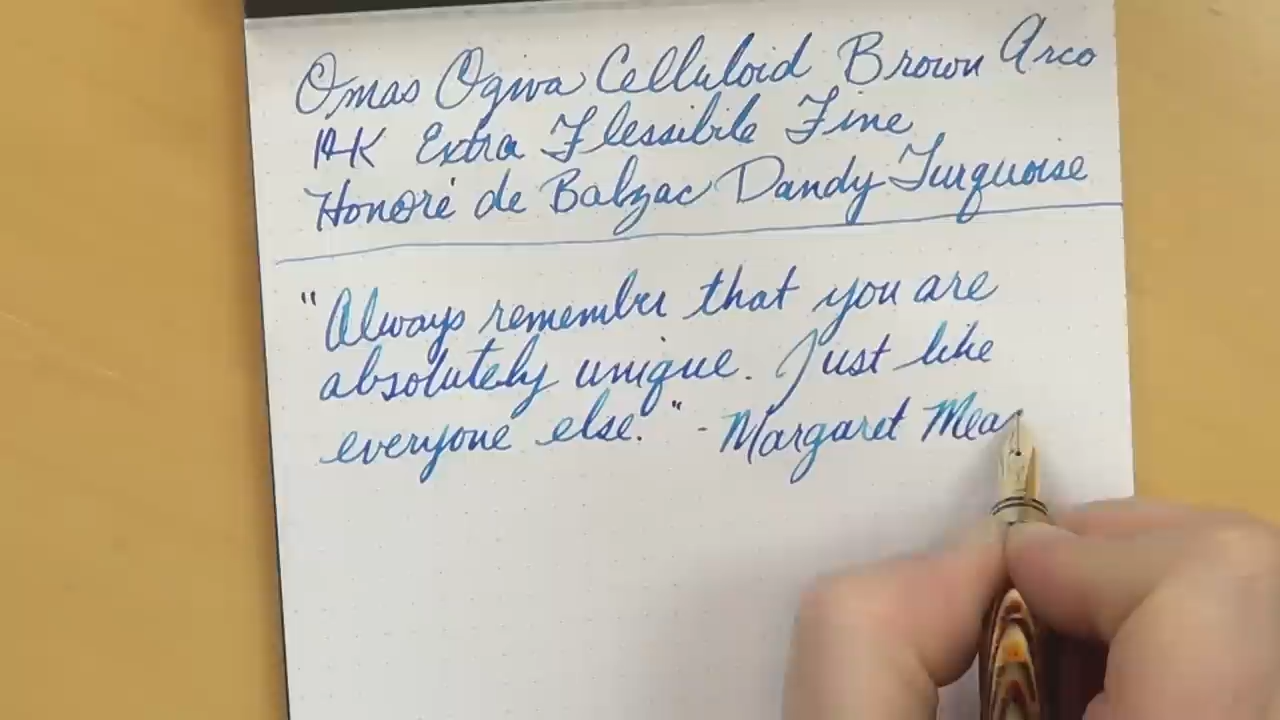 Omas Ogiva Celluloid Brown Arco
14K Extra Flessibile Fine
Honoré de Balzac Dandy Turquoise
"Always remember that you are
absolutely unique. Just like
everyone else." - Margaret Mea